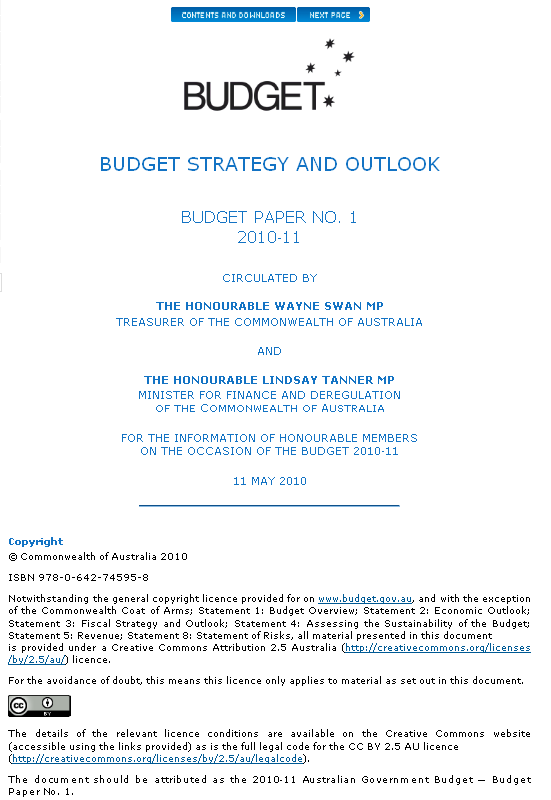 CONTENTS AND DOWNLOADS NEXT PAGE
BUDGET
BUDGET STRATEGY AND OUTLOOK
BUDGET PAPER NO. 1
2010-11
CIRCULATED BY
THE HONOURABLE WAYNE SWAN MP
TREASURER OF THE COMMONWEALTH OF AUSTRALIA
AND
THE HONOURABLE LINDSAY TANNER MP
MINISTER FOR FINANCE AND DEREGULATION
OF THE COMMONWEALTH OF AUSTRALIA
FOR THE INFORMATION OF HONOURABLE MEMBERS
ON THE OCCASION OF THE BUDGET 2010-11
11 MAY 2010
Copyright
© Commonwealth of Australia 2010
ISBN 978-0-642-74595-8
Notwithstanding the general copyright licence provided for on www.budget.gov.au, and with the exception
of the Commonwealth Coat of Arms; Statement 1: Budget Overview; Statement 2: Economic Outlook;
Statement 3: Fiscal Strategy and Outlook; Statement 4: Assessing the Sustainability of the Budget;
Statement 5: Revenue; Statement 8: Statement of Risks, all material presented in this document
is provided under a Creative Commons Attribution 2.5 Australia (http://creativecommons.org/licenses
/by/2.5/au/) licence.
For the avoidance of doubt, this means this licence only applies to material as set out in this document.
cc BY
The details of the relevant licence conditions are available on the Creative Commons website
(accessible using the links provided) as is the full legal code for the CC BY 2.5 AU licence
(http://creativecommons.org/licenses/by/2.5/au/legalcode).
The document should be attributed as the 2010-11 Australian Government Budget — Budget
Paper No. 1.